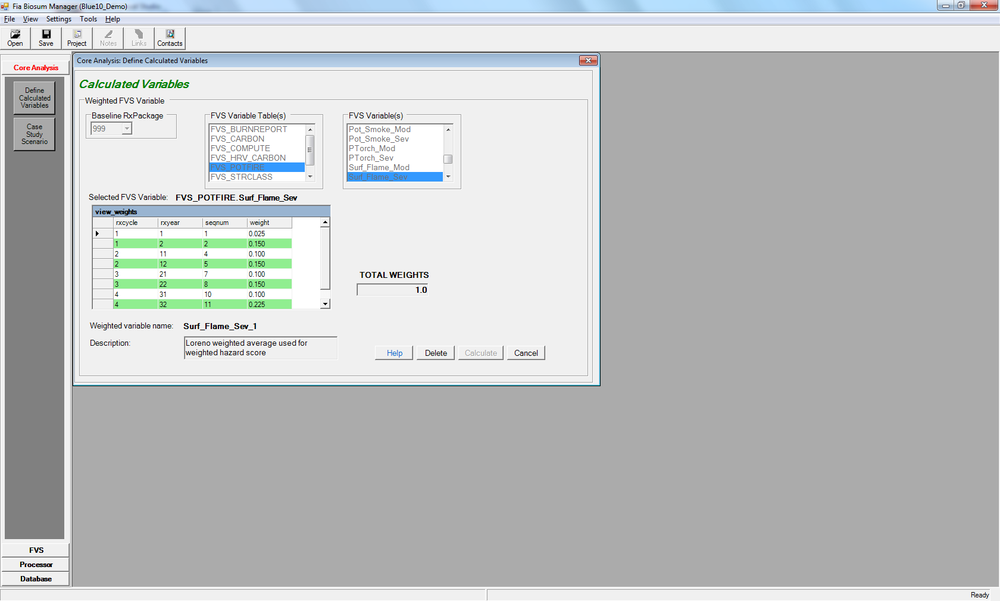 Fia Biosum Manager (Blue10_Demo)
File View Settings Tools Help
Open Save Project Notes Links Contacts
Core Analysis
Define
Calculated
Variables
Case
Study
Scenario
FVS
Processor
Database
Core Analysis: Define Calculated Variables
Calculated Variables
Weighted FVS Variable
Baseline RxPackage
999
FVS Variable Table(s)
FVS_BURNREPORT
FVS_CARBON
FVS_COMPUTE
FVS_HRV_CARBON
FVS_POTFIRE
FVS_STRCLASS
FVS Variable(s)
Pot_Smoke_Mod
Pot_Smoke_Sev
PTorch_Mod
PTorch_Sev
Surf_Flame_Mod
Surf_Flame_Sev
Selected FVS Variable: FVS_POTFIRE.Surf_Flame_Sev
view_weights
rxcycle rxyear seqnum weight
1 1 1 0.025
1 2 2 0.150
2 11 4 0.100
2 12 5 0.150
3 21 7 0.100
3 22 8 0.150
4 31 10 0.100
4 32 11 0.225
TOTAL WEIGHTS
1.0
Weighted variable name: Surf_Flame_Sev_1
Description: Loreno weighted average used for
weighted hazard score
Help Delete Calculate Cancel
Ready